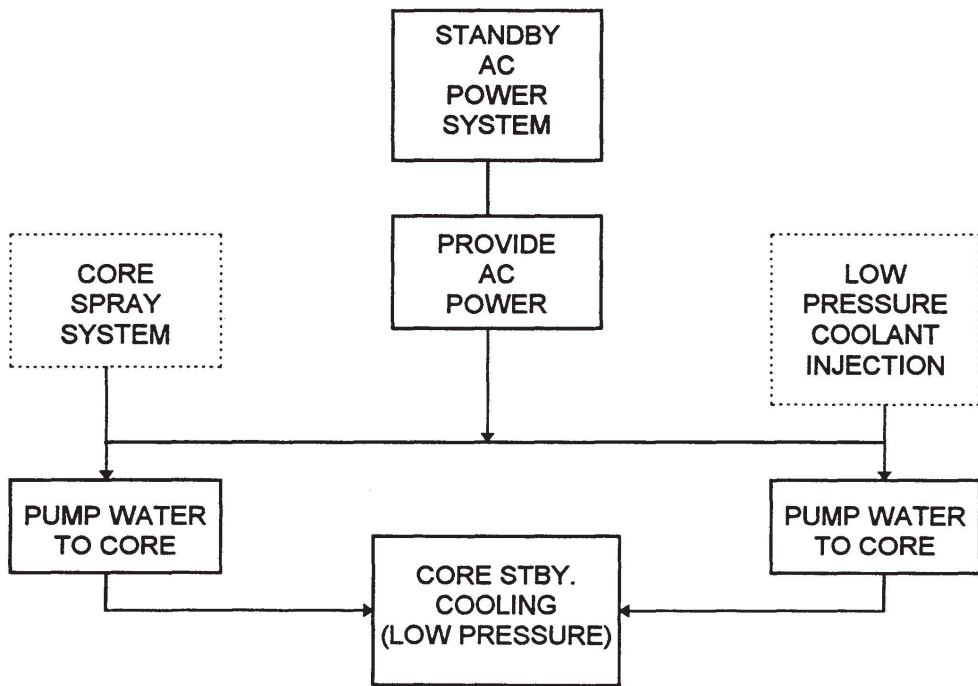 STANDBY
AC
POWER
SYSTEM
PROVIDE
AC
POWER
CORE
SPRAY
SYSTEM
LOW
PRESSURE
COOLANT
INJECTION
PUMP WATER
TO CORE
PUMP WATER
TO CORE
CORE STBY.
COOLING
(LOW PRESSURE)